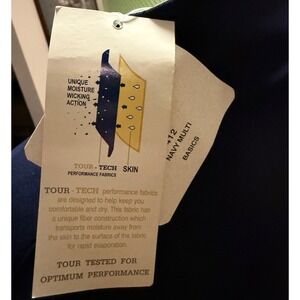 UNIQUE
MOISTURE
WICKING
ACTION
TOUR - TECH
PERFORMANCE FABRICS
SKIN
TOUR - TECH performance fabrics
are designed to help keep you
comfortable and dry. This fabric has
a unique fiber construction which
transports moisture away from
the skin to the surface of the fabric
for rapid evaporation.
TOUR TESTED FOR
OPTIMUM PERFORMANCE
12
NAVY MULTI
BASICS